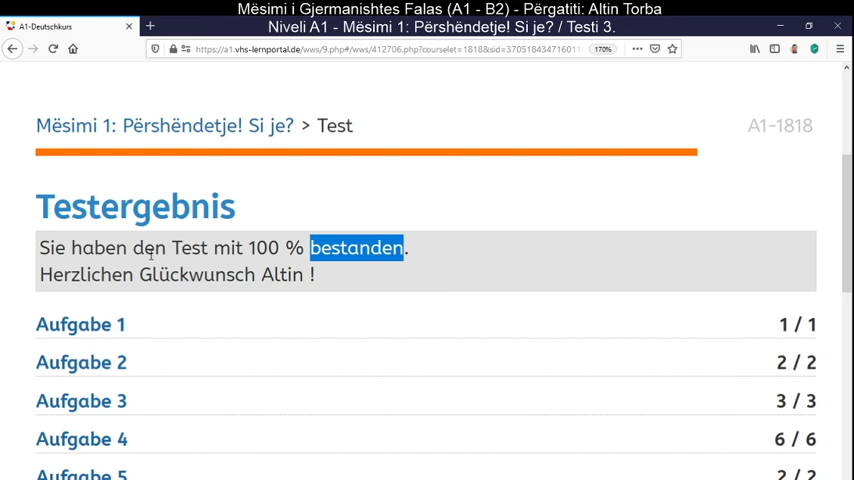 Mësimi i Gjermanishtes Falas (A1 - B2) - Përgatiti: Altin Torba
Niveli A1 - Mësimi 1: Përshëndetje! Si je? / Testi 3.
A1-Deutschkurs
https://a1.vhs-lernportal.de/wws/9.php#/wws/412706.php?courselet=1818&sid=37051843471601
170%
Mësimi 1: Përshëndetje! Si je? > Test
A1-1818
Testergebnis
Sie haben den Test mit 100 % bestanden.
Herzlichen Glückwunsch Altin !
Aufgabe 1 1 / 1
Aufgabe 2 2 / 2
Aufgabe 3 3 / 3
Aufgabe 4 6 / 6
Aufgabe 5 2 / 2